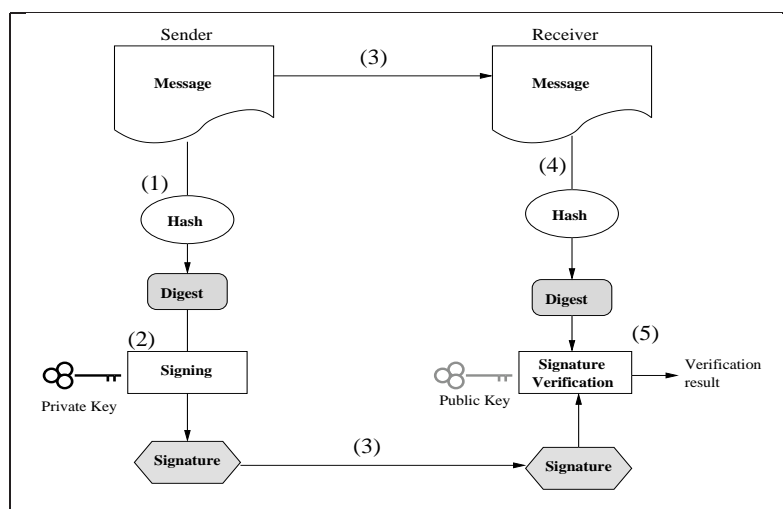 Sender
Receiver
(3)
Message
Message
(1)
(4)
Hash
Hash
Digest
Digest
(2)
(5)
Signing
Signature
Verification
Verification
result
Private Key
Public Key
(3)
Signature
Signature